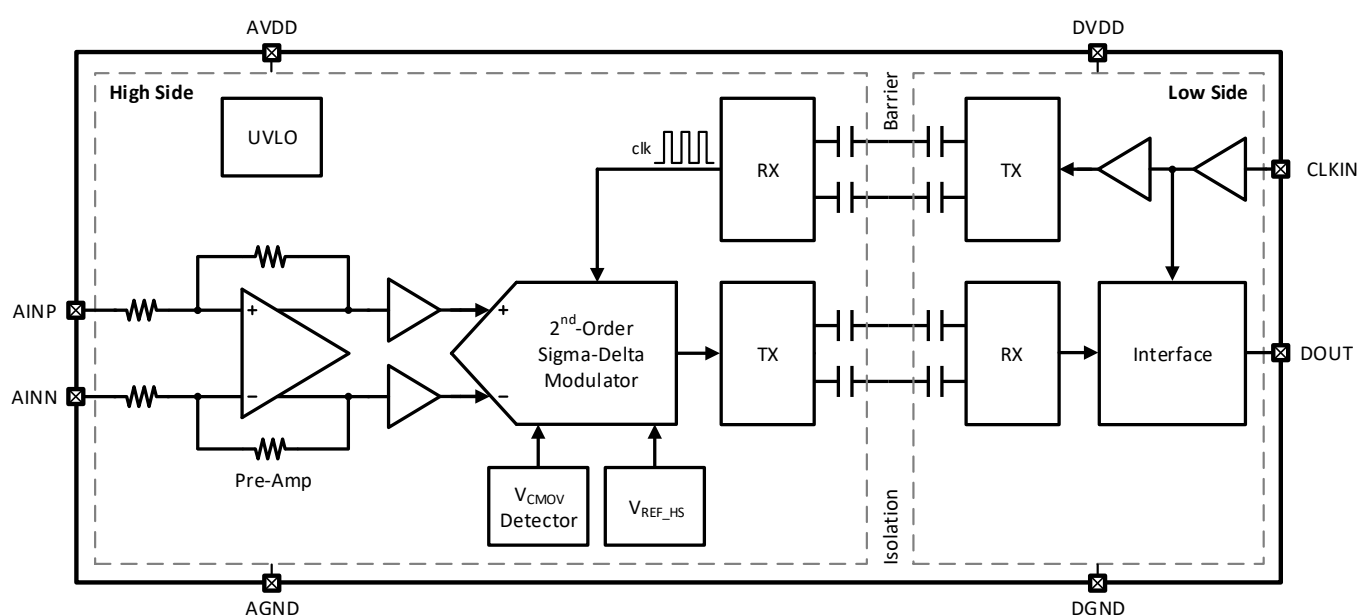 AVDD
DVDD
High Side
Low Side
UVLO
Barrier
clk
RX
TX
CLKIN
AINP
+
+
2nd-Order
Sigma-Delta
Modulator
TX
RX
Interface
DOUT
AINN
−
−
Pre-Amp
VCMOV
Detector
VREF_HS
Isolation
AGND
DGND